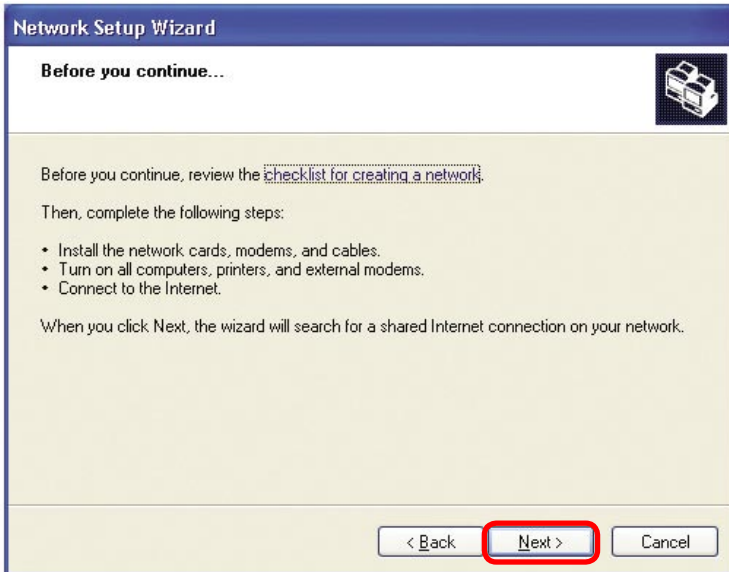 Network Setup Wizard
Before you continue...
Before you continue, review the checklist for creating a network.
Then, complete the following steps:
• Install the network cards, modems, and cables.
• Turn on all computers, printers, and external modems.
• Connect to the Internet.
When you click Next, the wizard will search for a shared Internet connection on your network.
< Back Next > Cancel